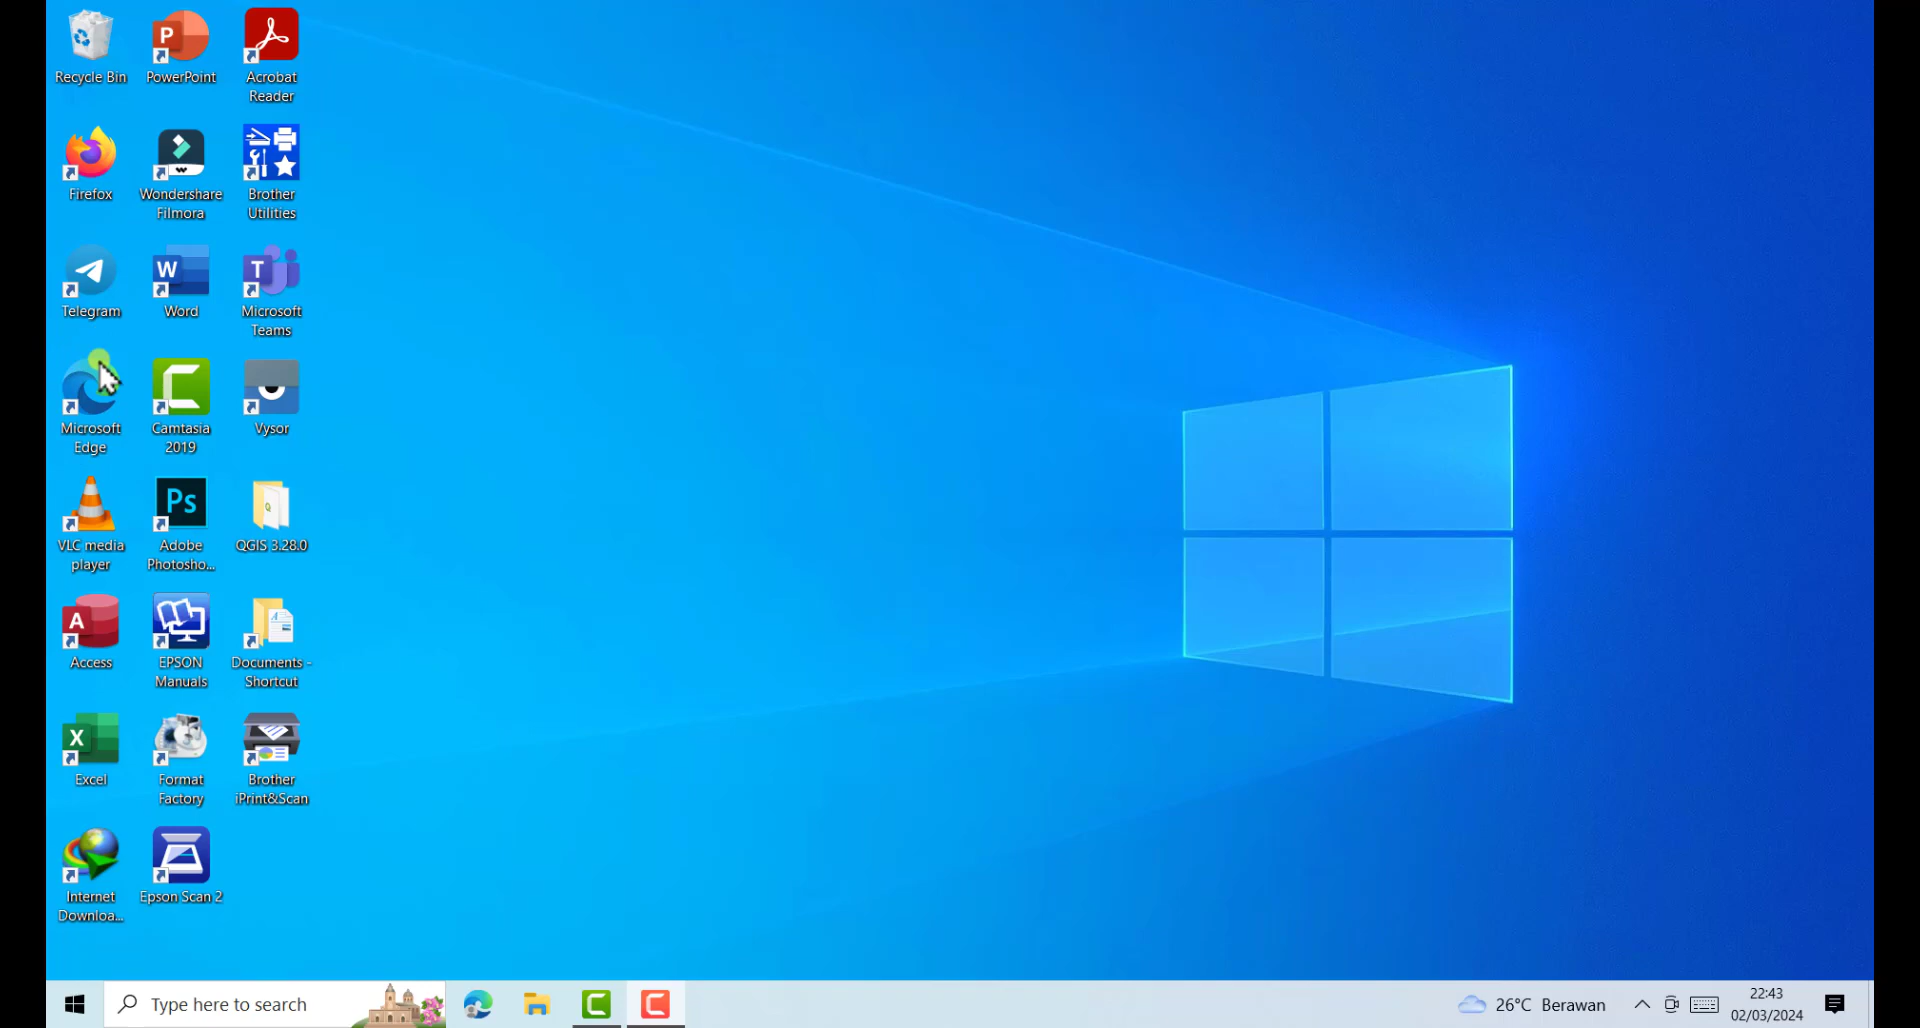 Recycle Bin
PowerPoint
Acrobat
Reader
Firefox
Wondershare
Filmora
Brother
Utilities
Telegram
Word
Microsoft
Teams
Microsoft
Edge
Camtasia
2019
Vysor
VLC media
player
Adobe
Photosho...
QGIS 3.28.0
Access
EPSON
Manuals
Documents -
Shortcut
Excel
Format
Factory
Brother
iPrint&Scan
Internet
Downloa...
Epson Scan 2
Type here to search
26°C Berawan
22:43
02/03/2024